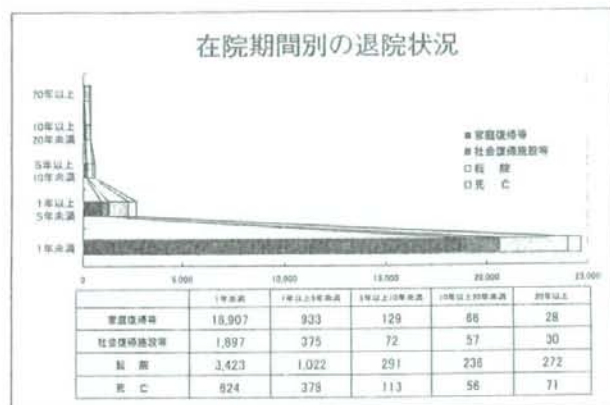 在院期間別の退院状況
20年以上
10年以上
20年未満
5年以上
10年未満
1年以上
5年未満
1年未満
■家庭復帰等
■社会復帰施設等
□転 院
□死 亡
0 5,000 10,000 15,000 20,000 25,000
1年未満 1年以上5年未満 5年以上10年未満 10年以上20年未満 20年以上
家庭復帰等 18,907 933 129 66 28
社会復帰施設等 1,897 375 72 57 30
転 院 3,423 1,022 291 236 272
死 亡 624 378 113 56 71